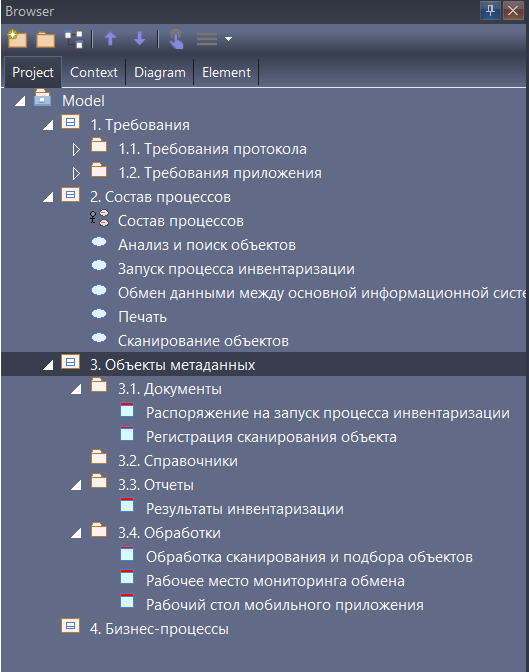 Browser
Project Context Diagram Element
Model
1. Требования
1.1. Требования протокола
1.2. Требования приложения
2. Состав процессов
Состав процессов
Анализ и поиск объектов
Запуск процесса инвентаризации
Обмен данными между основной информационной систе
Печать
Сканирование объектов
3. Объекты метаданных
3.1. Документы
Распоряжение на запуск процесса инвентаризации
Регистрация сканирования объекта
3.2. Справочники
3.3. Отчеты
Результаты инвентаризации
3.4. Обработки
Обработка сканирования и подбора объектов
Рабочее место мониторинга обмена
Рабочий стол мобильного приложения
4. Бизнес-процессы